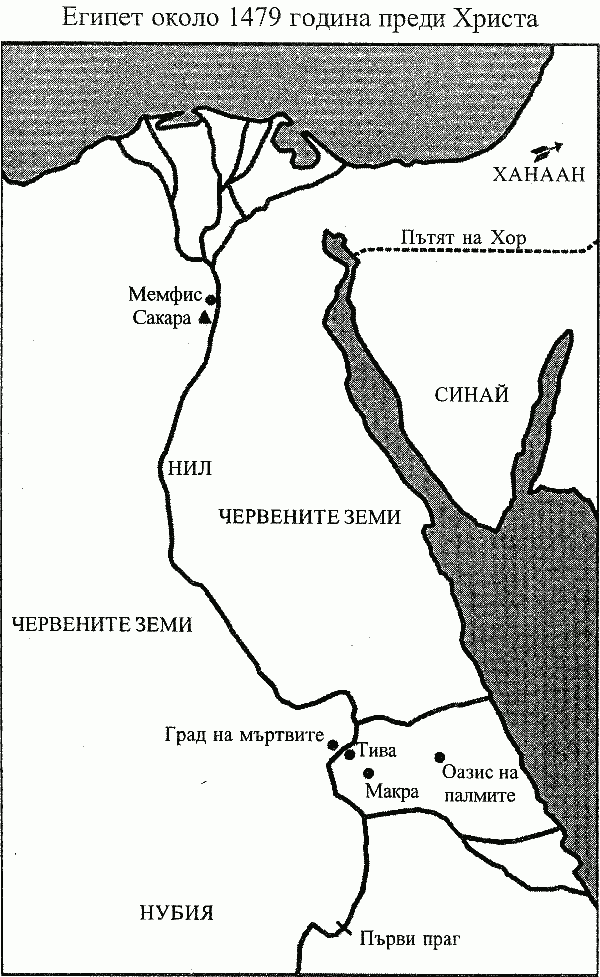 Египет около 1479 година преди Христа
ХАНААН
Пътят на Хор
Мемфис
Сакара
СИНАЙ
НИЛ
ЧЕРВЕНИТЕ ЗЕМИ
ЧЕРВЕНИТЕ ЗЕМИ
Град на мъртвите
Тива
Оазис на
палмите
Макра
НУБИЯ
Първи праг